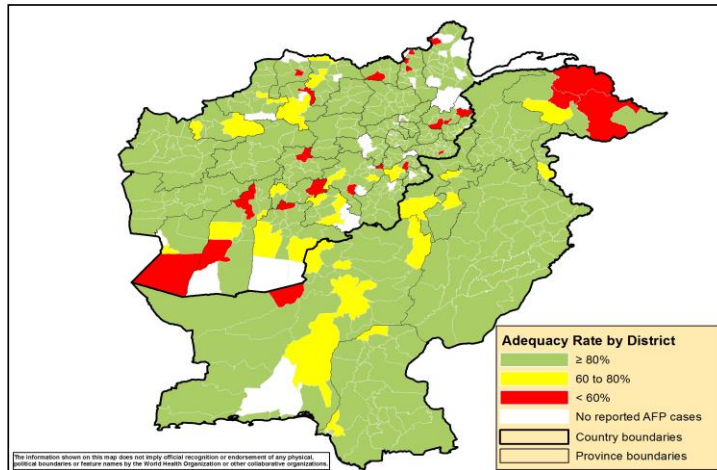 Adequacy Rate by District
≥ 80%
60 to 80%
< 60%
No reported AFP cases
Country boundaries
Province boundaries
The information shown on this map does not imply official recognition or endorsement of any physical,
political boundaries or feature names by the World Health Organization or other collaborative organizations.